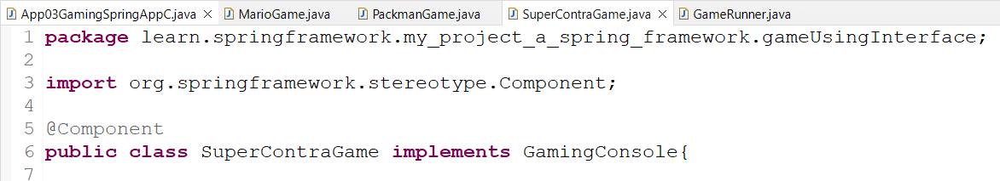 App03GamingSpringAppC.java MarioGame.java PackmanGame.java SuperContraGame.java GameRunner.java
1 package learn.springframework.my_project_a_spring_framework.gameUsingInterface;
2
3 import org.springframework.stereotype.Component;
4
5 @Component
6 public class SuperContraGame implements GamingConsole{
7